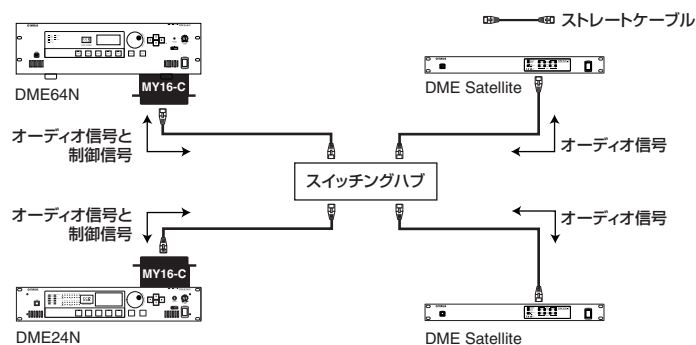 ストレートケーブル
MY16-C
DME64N
DME Satellite
オーディオ信号と
制御信号
オーディオ信号
スイッチングハブ
オーディオ信号と
制御信号
オーディオ信号
MY16-C
DME24N
DME Satellite